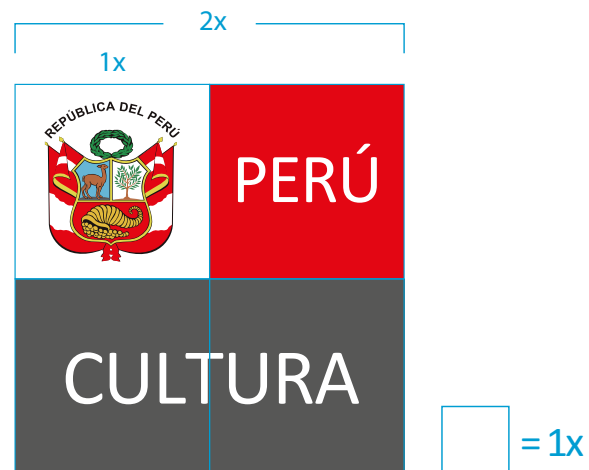 2x
1x
REPÚBLICA DEL PERÚ
PERÚ
CULTURA
= 1x